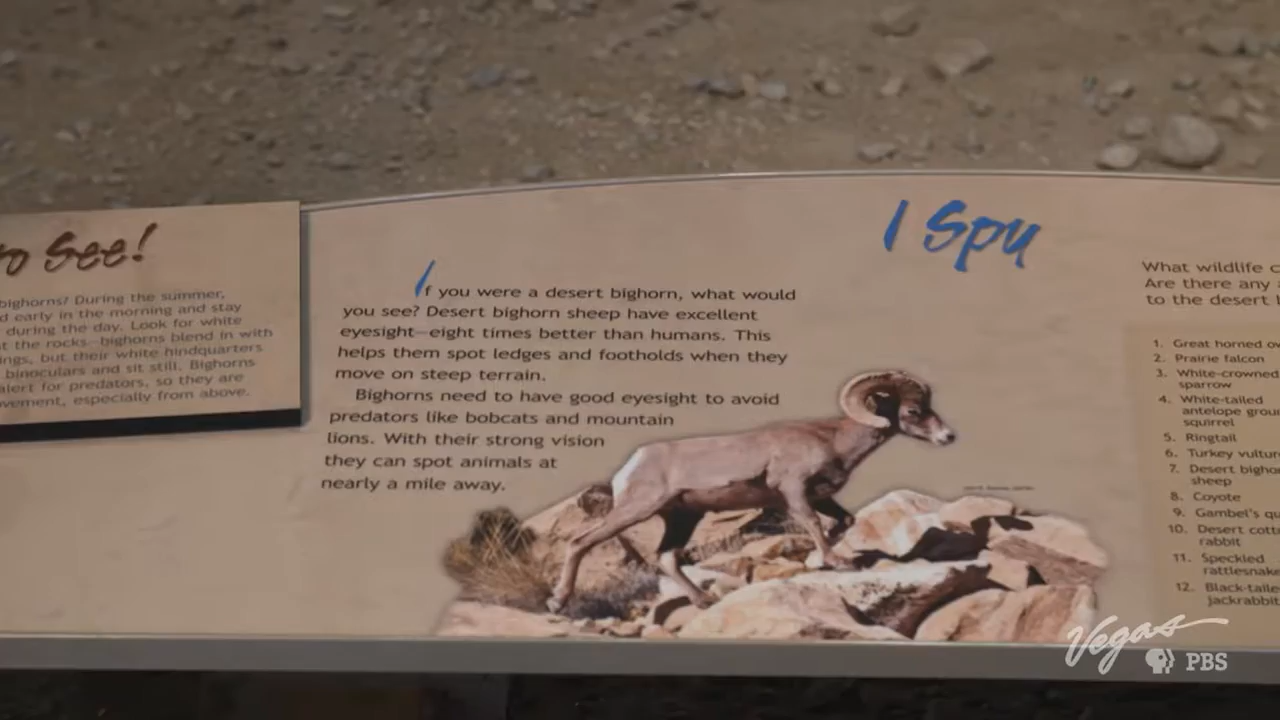 to See!
bighorns? During the summer,
d early in the morning and stay
during the day. Look for white
t the rocks—bighorns blend in with
ings, but their white hindquarters
binoculars and sit still. Bighorns
alert for predators, so they are
vement, especially from above.
I Spy
If you were a desert bighorn, what would
you see? Desert bighorn sheep have excellent
eyesight—eight times better than humans. This
helps them spot ledges and footholds when they
move on steep terrain.
Bighorns need to have good eyesight to avoid
predators like bobcats and mountain
lions. With their strong vision
they can spot animals at
nearly a mile away.
What wildlife c
Are there any
to the desert
1. Great horned ow
2. Prairie falcon
3. White-crowned
sparrow
4. White-tailed
antelope grou
squirrel
5. Ringtail
6. Turkey vultur
7. Desert bigho
sheep
8. Coyote
9. Gambel's qu
10. Desert cott
rabbit
11. Speckled
rattlesnake
12. Black-taile
jackrabbit
Vegas
PBS